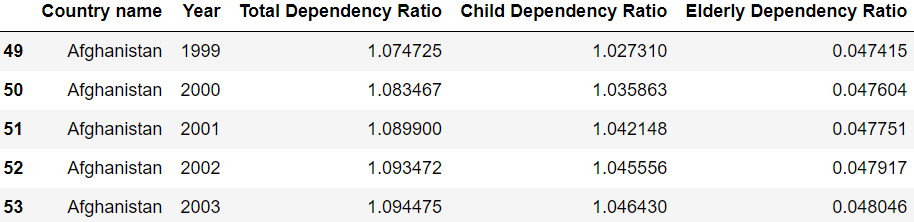 Country name Year Total Dependency Ratio Child Dependency Ratio Elderly Dependency Ratio
49 Afghanistan 1999 1.074725 1.027310 0.047415
50 Afghanistan 2000 1.083467 1.035863 0.047604
51 Afghanistan 2001 1.089900 1.042148 0.047751
52 Afghanistan 2002 1.093472 1.045556 0.047917
53 Afghanistan 2003 1.094475 1.046430 0.048046